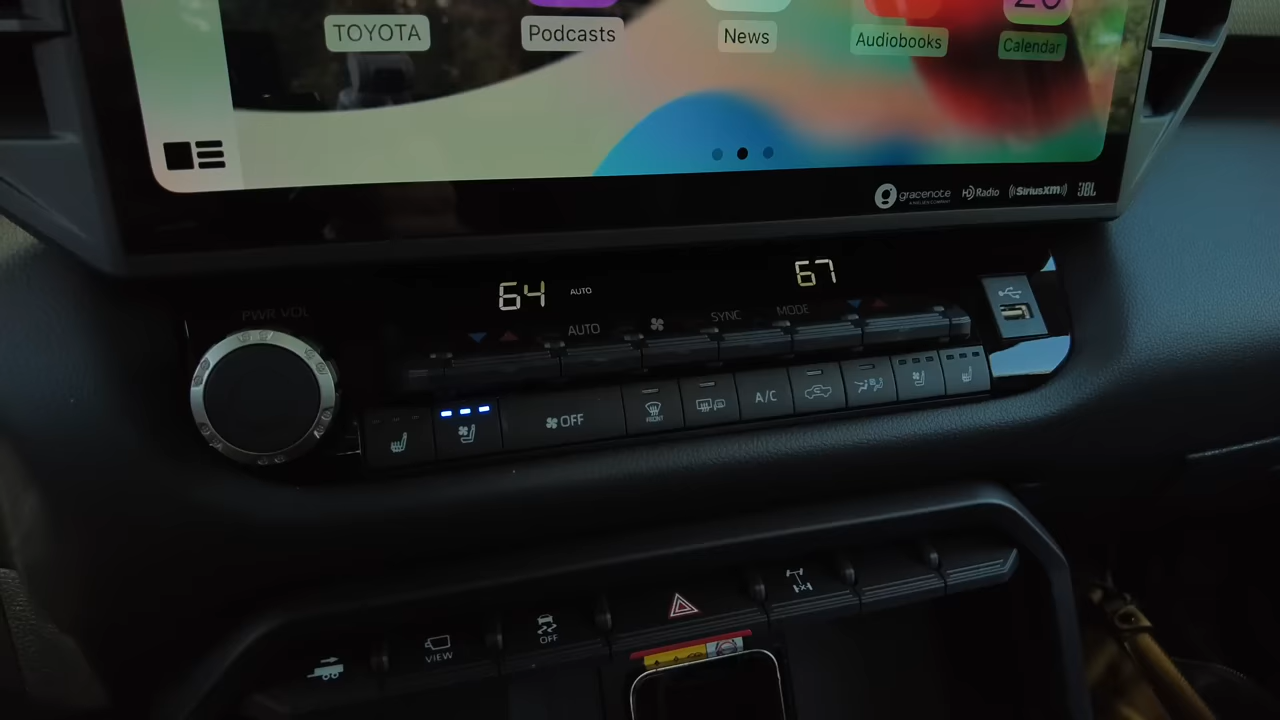 TOYOTA
Podcasts
News
Audiobooks
Calendar
gracenote
HD Radio
SiriusXM
JBL
64 AUTO
67
PWR VOL
AUTO
SYNC
MODE
OFF
FRONT
A/C
VIEW
OFF